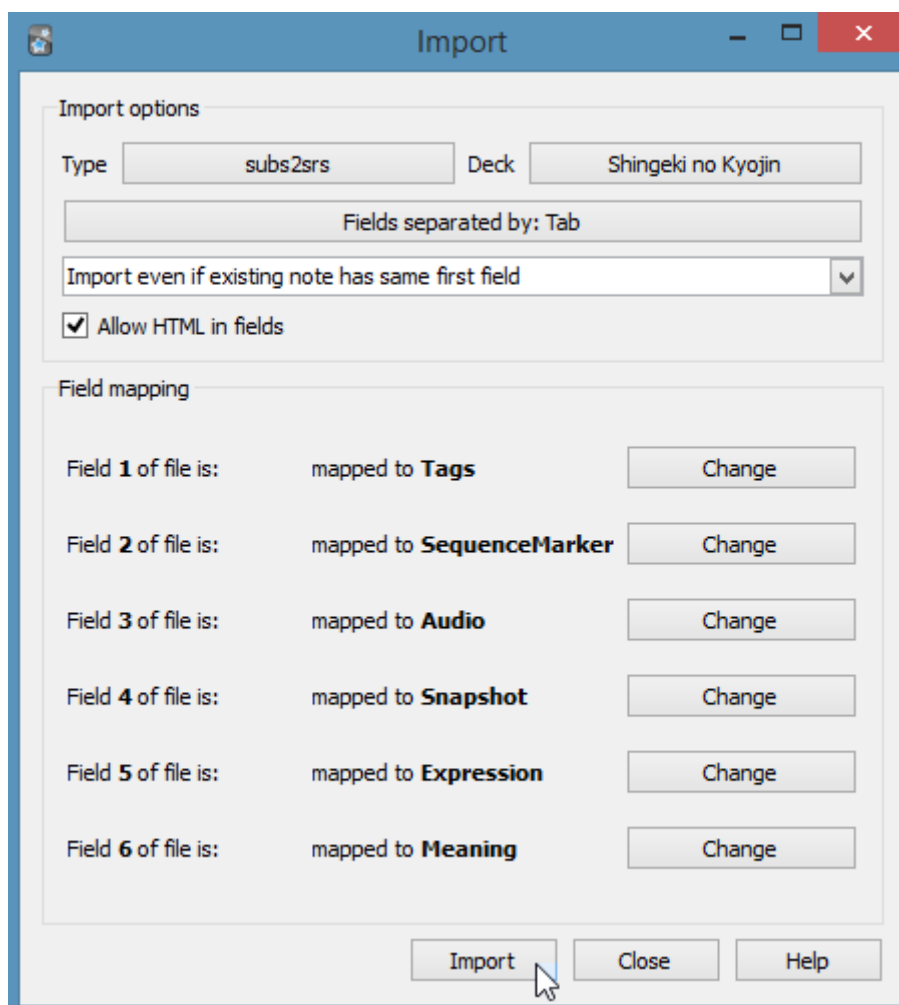 Import
Import options
Type subs2srs Deck Shingeki no Kyojin
Fields separated by: Tab
Import even if existing note has same first field
Allow HTML in fields
Field mapping
Field 1 of file is: mapped to Tags Change
Field 2 of file is: mapped to SequenceMarker Change
Field 3 of file is: mapped to Audio Change
Field 4 of file is: mapped to Snapshot Change
Field 5 of file is: mapped to Expression Change
Field 6 of file is: mapped to Meaning Change
Import Close Help